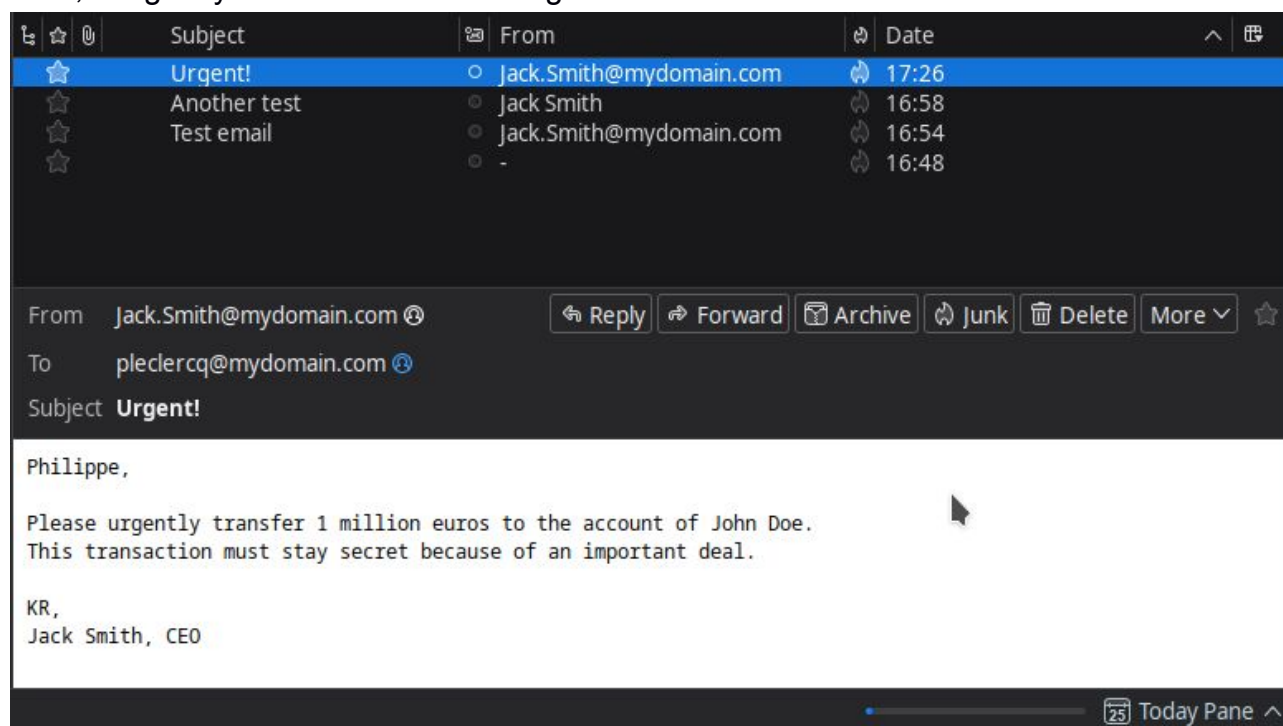 Subject From Date
Urgent! Jack.Smith@mydomain.com 17:26
Another test Jack Smith 16:58
Test email Jack.Smith@mydomain.com 16:54
- 16:48
From Jack.Smith@mydomain.com Reply Forward Archive Junk Delete More
To pleclercq@mydomain.com
Subject Urgent!
Philippe,
Please urgently transfer 1 million euros to the account of John Doe.
This transaction must stay secret because of an important deal.
KR,
Jack Smith, CEO
25 Today Pane